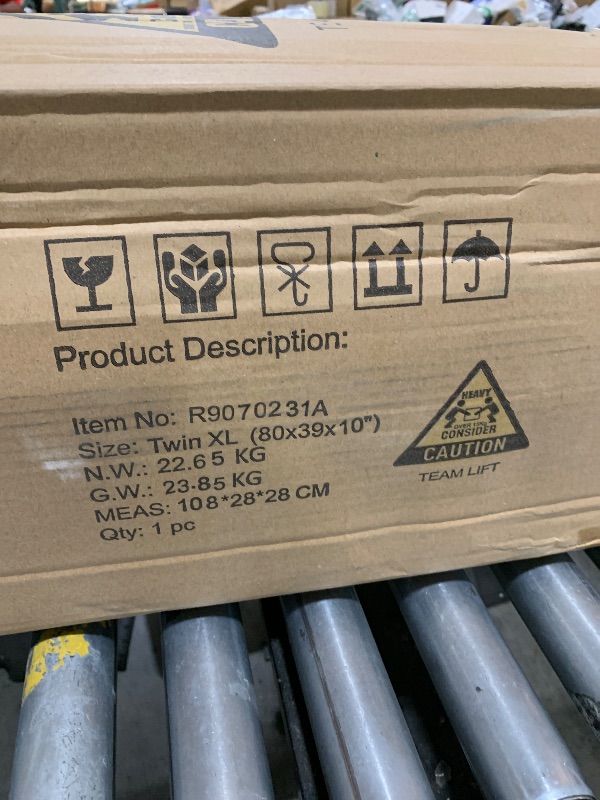 Product Description:
Item No: R9070231A
Size: Twin XL (80x39x10")
N.W.: 22.65 KG
G.W.: 23.85 KG
MEAS: 108*28*28 CM
Qty: 1 pc
HEAVY
CONSIDER
CAUTION
TEAM LIFT